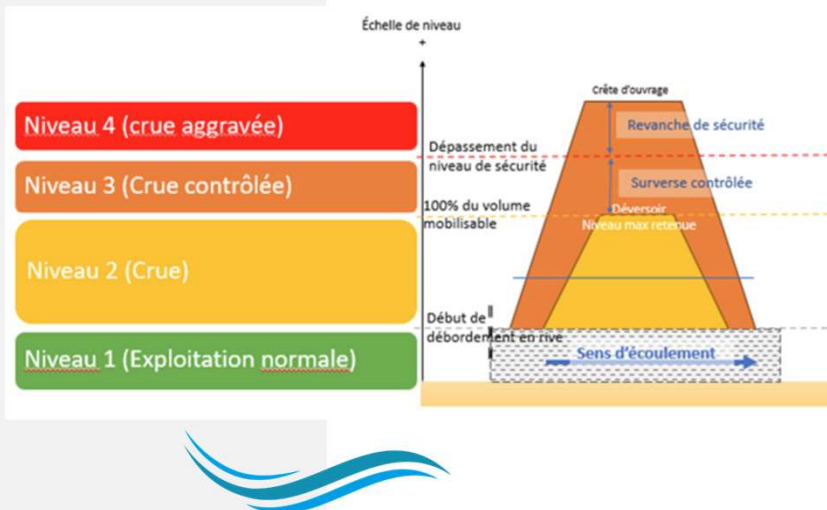 Échelle de niveau
+
Crête d'ouvrage
Niveau 4 (crue aggravée)
Revanche de sécurité
Dépassement du
niveau de sécurité
Niveau 3 (Crue contrôlée)
Surverse contrôlée
100% du volume
mobilisable
Déversoir
Niveau max retenue
Niveau 2 (Crue)
Début de
débordement en rive
Niveau 1 (Exploitation normale)
Sens d'écoulement